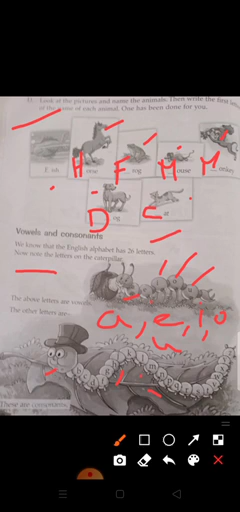 D. Look at the pictures and name the animals. Then write the first letter
of the name of each animal. One has been done for you.
F ish H orse F rog M ouse M onkey
D og C at
Vowels and consonants
We know that the English alphabet has 26 letters.
Now note the letters on the caterpillar.
The above letters are vowels.
a, e, i, o
u
The other letters are
These are consonants.